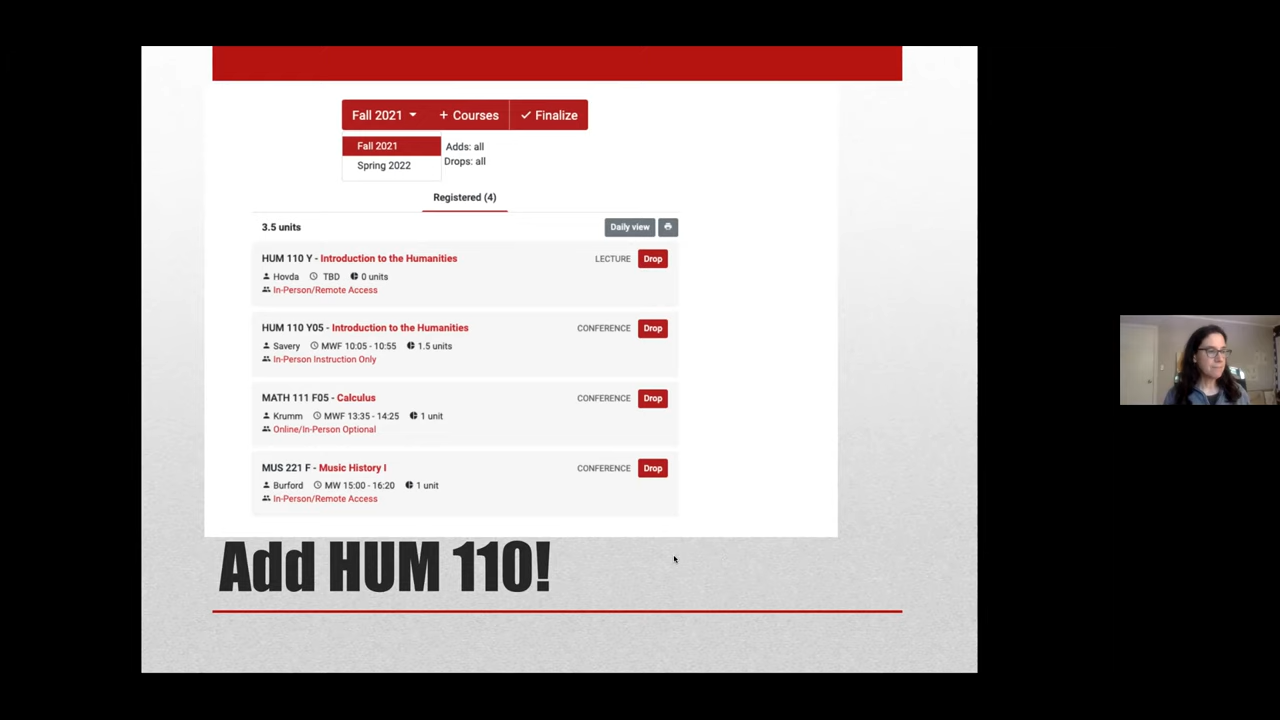 Fall 2021 + Courses Finalize
Fall 2021 Adds: all
Spring 2022 Drops: all
Registered (4)
3.5 units Daily view
HUM 110 Y - Introduction to the Humanities LECTURE Drop
Hovda TBD 0 units
In-Person/Remote Access
HUM 110 Y05 - Introduction to the Humanities CONFERENCE Drop
Savery MWF 10:05 - 10:55 1.5 units
In-Person Instruction Only
MATH 111 F05 - Calculus CONFERENCE Drop
Krumm MWF 13:35 - 14:25 1 unit
Online/In-Person Optional
MUS 221 F - Music History I CONFERENCE Drop
Burford MW 15:00 - 16:20 1 unit
In-Person/Remote Access
Add HUM 110!